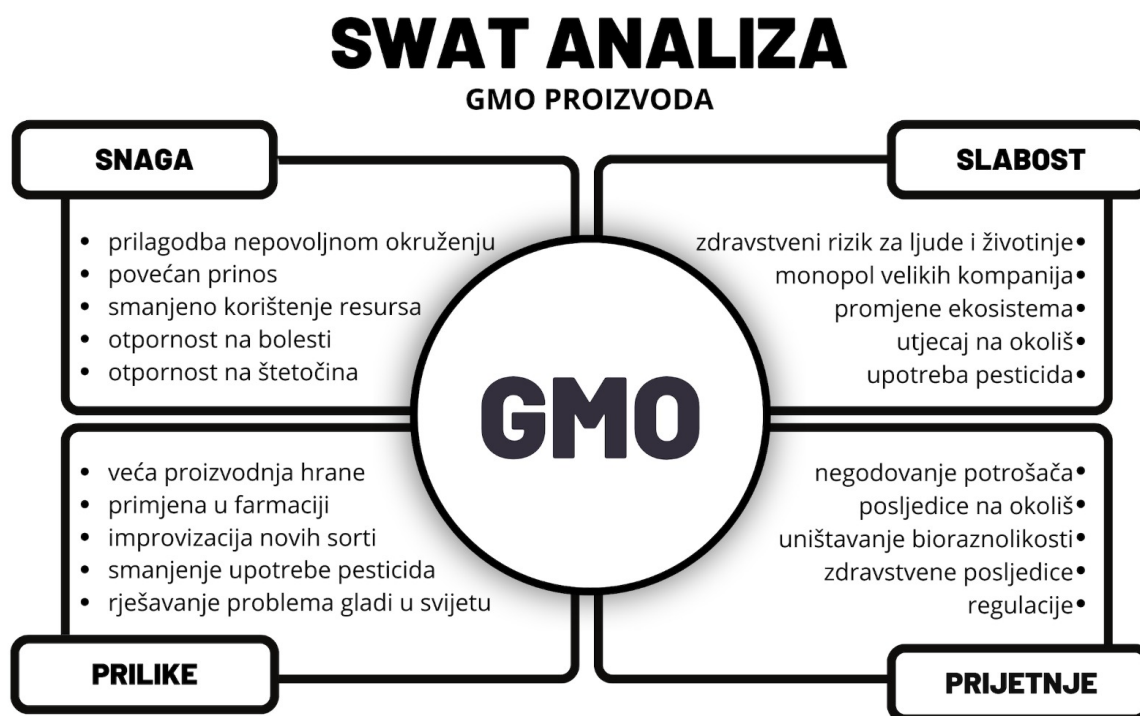 SWAT ANALIZA
GMO PROIZVODA
SNAGA
• prilagodba nepovoljnom okruženju
• povećan prinos
• smanjeno korištenje resursa
• otpornost na bolesti
• otpornost na štetočina
SLABOST
zdravstveni rizik za ljude i životinje•
monopol velikih kompanija•
promjene ekosistema•
utjecaj na okoliš•
upotreba pesticida•
GMO
• veća proizvodnja hrane
• primjena u farmaciji
• improvizacija novih sorti
• smanjenje upotrebe pesticida
• rješavanje problema gladi u svijetu
PRILIKE
negodovanje potrošača•
posljedice na okoliš•
uništavanje bioraznolikosti•
zdravstvene posljedice•
regulacije•
PRIJETNJE